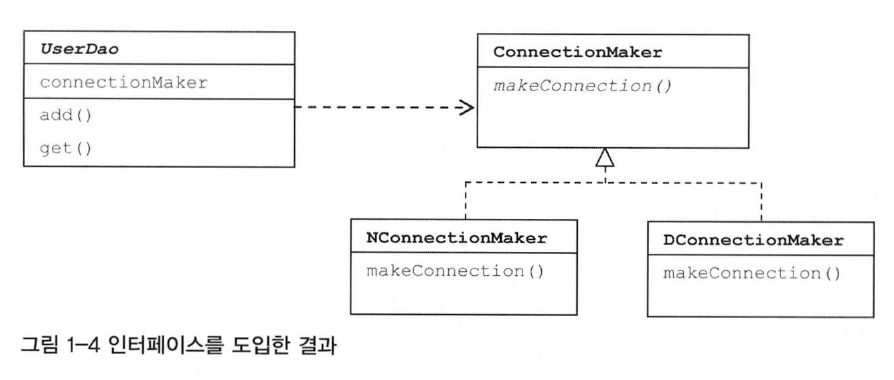 UserDao
connectionMaker
add()
get()
ConnectionMaker
makeConnection()
NConnectionMaker
makeConnection()
DConnectionMaker
makeConnection()
그림 1-4 인터페이스를 도입한 결과